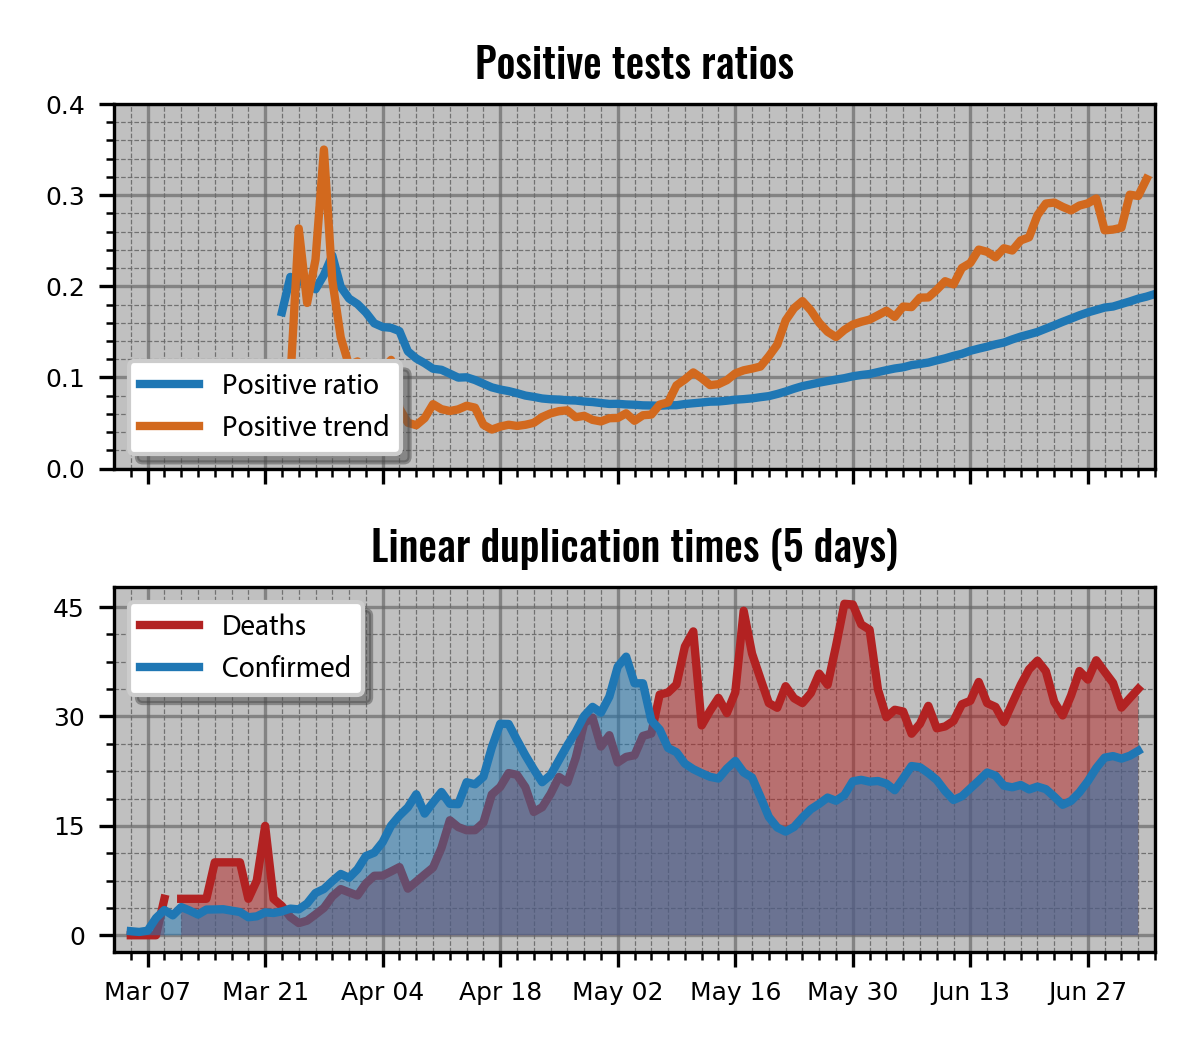 Positive tests ratios
0.4
0.3
0.2
0.1
0.0
Positive ratio
Positive trend
Linear duplication times (5 days)
45
30
15
0
Deaths
Confirmed
Mar 07 Mar 21 Apr 04 Apr 18 May 02 May 16 May 30 Jun 13 Jun 27